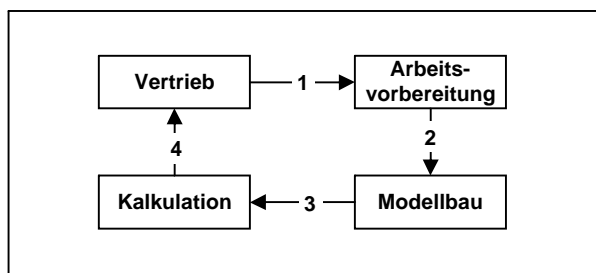 Vertrieb
1
Arbeits-
vorbereitung
4
2
Kalkulation
3
Modellbau